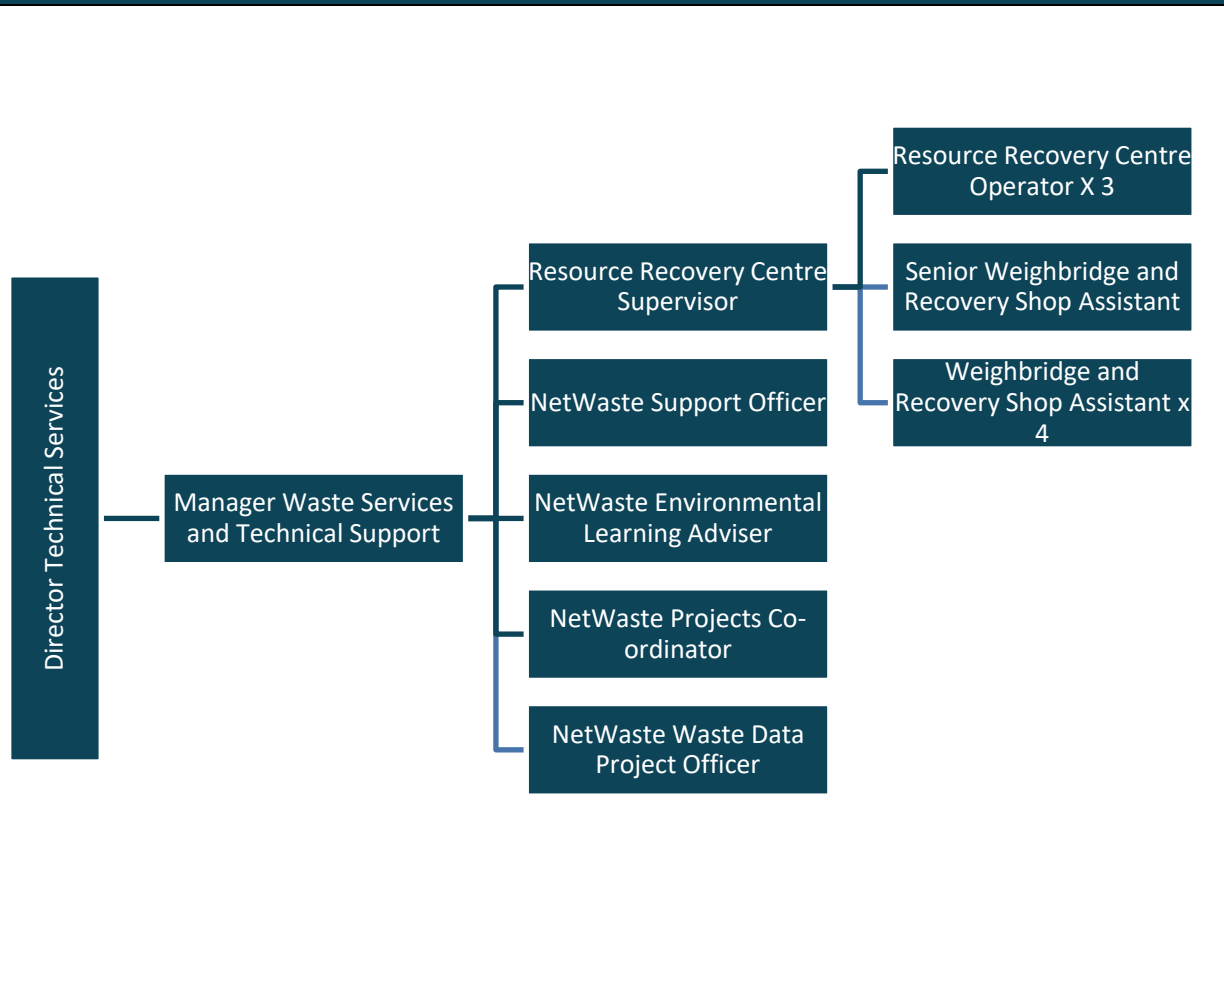 Director Technical Services
Manager Waste Services
and Technical Support
Resource Recovery Centre
Supervisor
NetWaste Support Officer
NetWaste Environmental
Learning Adviser
NetWaste Projects Co-
ordinator
NetWaste Waste Data
Project Officer
Resource Recovery Centre
Operator X 3
Senior Weighbridge and
Recovery Shop Assistant
Weighbridge and
Recovery Shop Assistant x
4